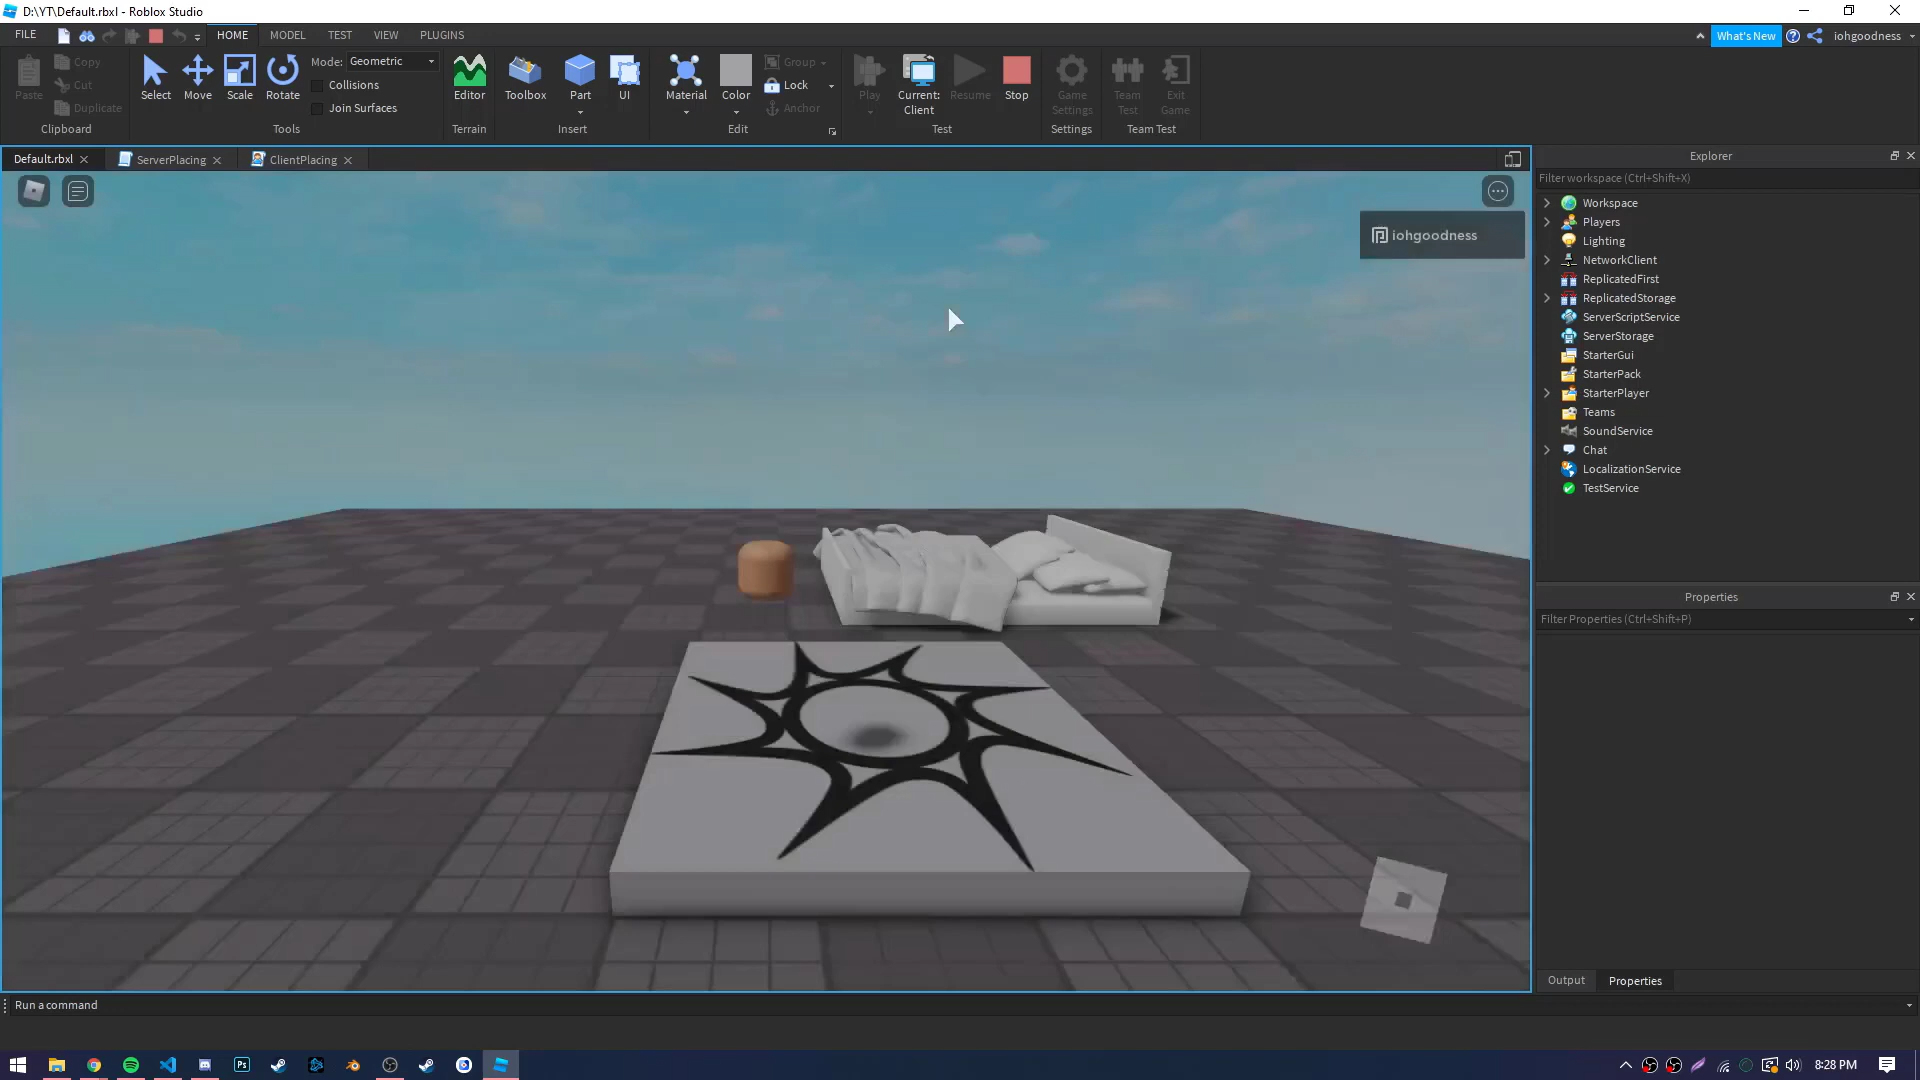 D:\YT\Default.rbxl - Roblox Studio
FILE
HOME
MODEL
TEST
VIEW
PLUGINS
What's New
iohgoodness
Paste
Copy
Cut
Duplicate
Clipboard
Select
Move
Scale
Rotate
Mode:
Geometric
Collisions
Join Surfaces
Tools
Editor
Terrain
Toolbox
Part
UI
Insert
Material
Color
Group
Lock
Anchor
Edit
Play
Current:
Client
Resume
Stop
Test
Game
Settings
Settings
Team
Test
Exit
Game
Team Test
Default.rbxl
ServerPlacing
ClientPlacing
iohgoodness
Explorer
Filter workspace (Ctrl+Shift+X)
Workspace
Players
Lighting
NetworkClient
ReplicatedFirst
ReplicatedStorage
ServerScriptService
ServerStorage
StarterGui
StarterPack
StarterPlayer
Teams
SoundService
Chat
LocalizationService
TestService
Properties
Filter Properties (Ctrl+Shift+P)
Output
Properties
Run a command
Ps
8:28 PM